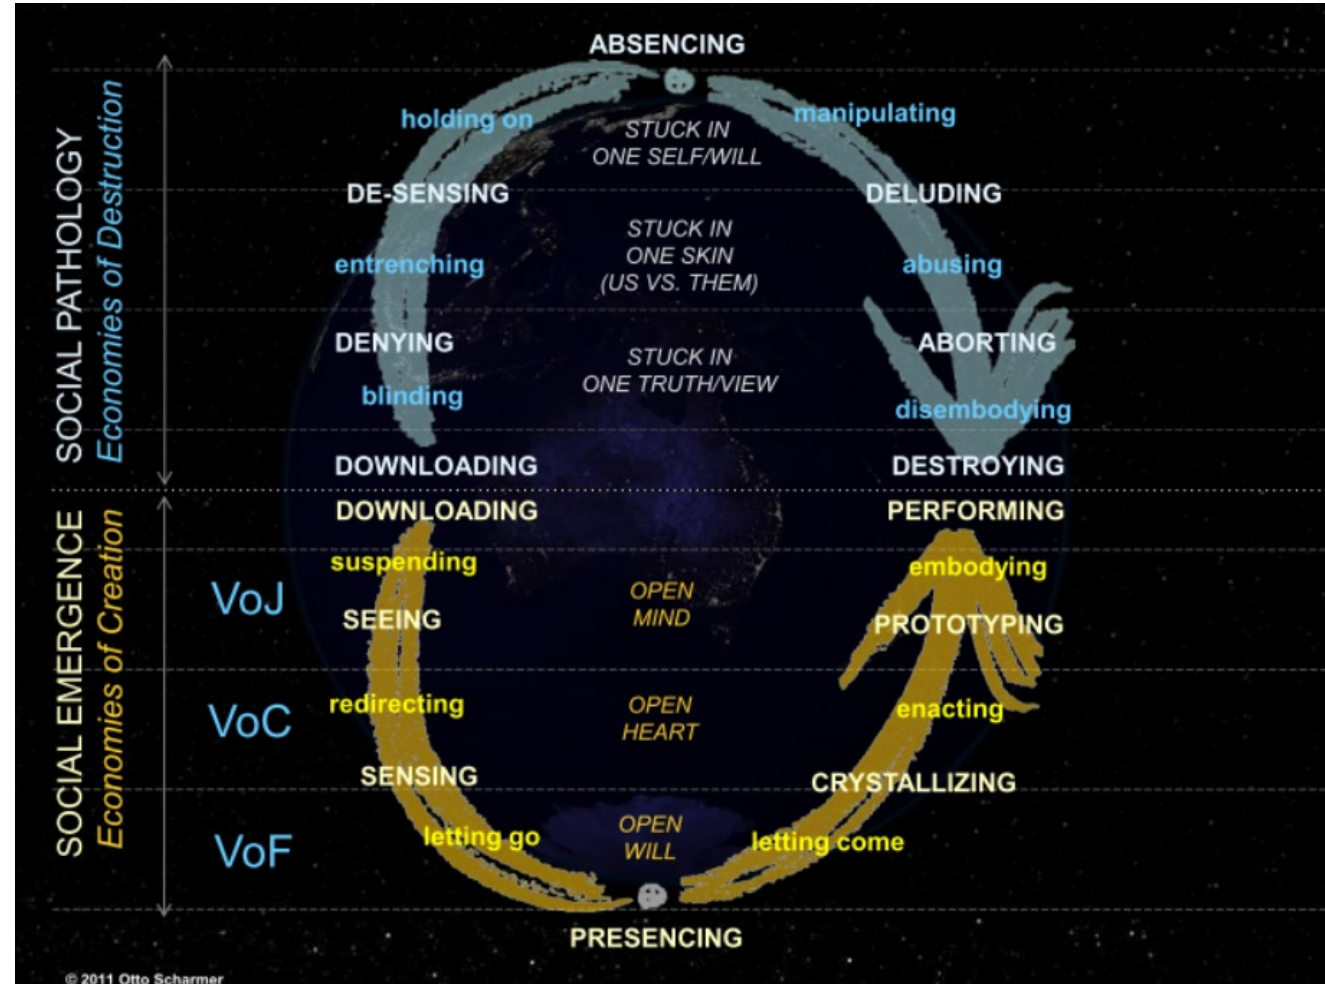 ABSENCING
holding on
manipulating
STUCK IN
ONE SELF/WILL
DE-SENSING
DELUDING
STUCK IN
ONE SKIN
(US VS. THEM)
entrenching
abusing
DENYING
ABORTING
STUCK IN
ONE TRUTH/VIEW
blinding
disembodying
DOWNLOADING
DESTROYING
SOCIAL PATHOLOGY
Economies of Destruction
DOWNLOADING
PERFORMING
suspending
embodying
VoJ
OPEN
MIND
SEEING
PROTOTYPING
redirecting
enacting
VoC
OPEN
HEART
SENSING
CRYSTALLIZING
letting go
OPEN
WILL
letting come
VoF
SOCIAL EMERGENCE
Economies of Creation
PRESENCING
© 2011 Otto Scharmer